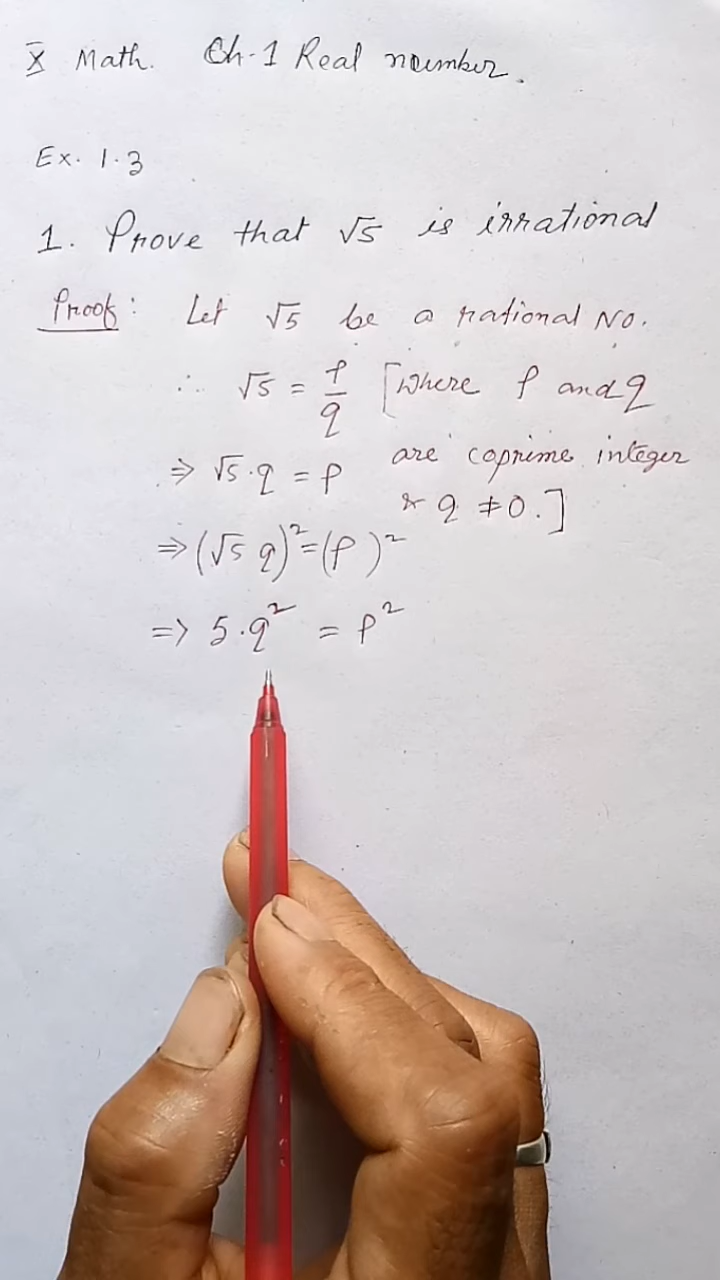 X Math. Ch-1 Real number.
Ex. 1.3
1. Prove that √5 is irrational
Proof: Let √5 be a rational No.
∴ √5 = p/q [where p and q
are coprime integer
⇒ √5·q = p
& q ≠ 0.]
⇒ (√5 q)² = (p)²
⇒ 5·q² = p²